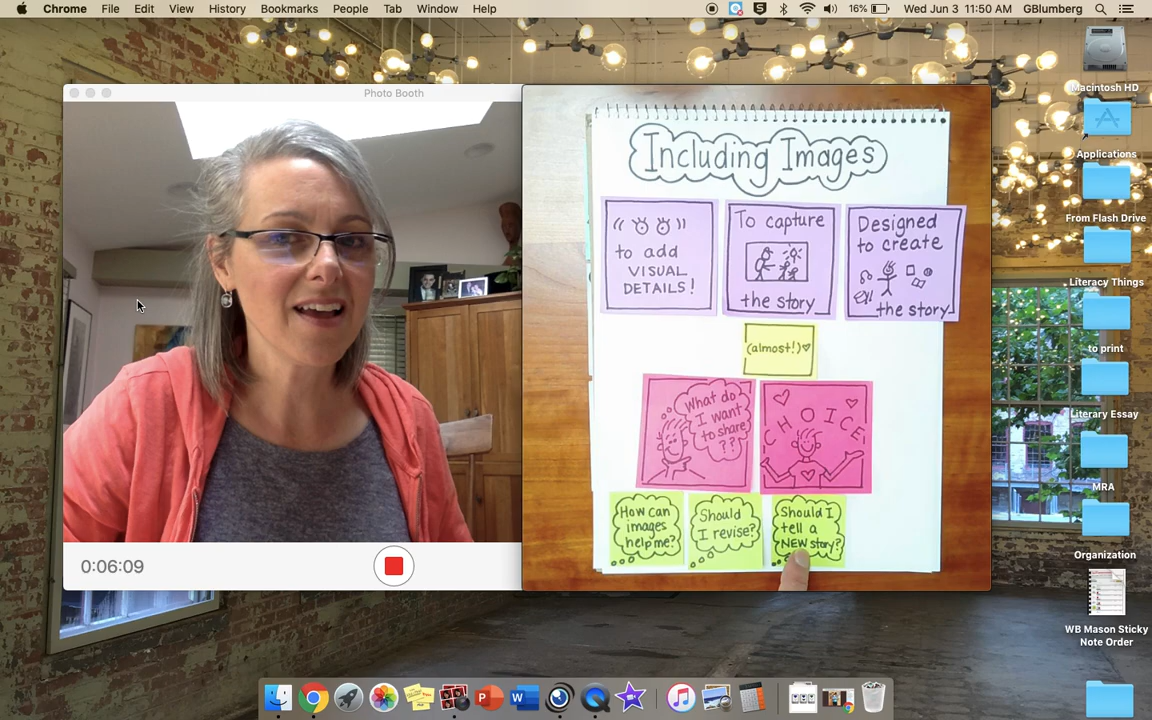 Chrome File Edit View History Bookmarks People Tab Window Help 16% Wed Jun 3 11:50 AM GBlumberg
Photo Booth
0:06:09
Including Images
to add
VISUAL
DETAILS!
To capture
the story
Designed
to create
the story
(almost!)♡
What do
I want
to share
??
CHOICE
How can
images
help me?
Should
I revise?
Should I
tell a
NEW story?
Macintosh HD
Applications
From Flash Drive
Literacy Things
to print
Literary Essay
MRA
Organization
WB Mason Sticky
Note Order